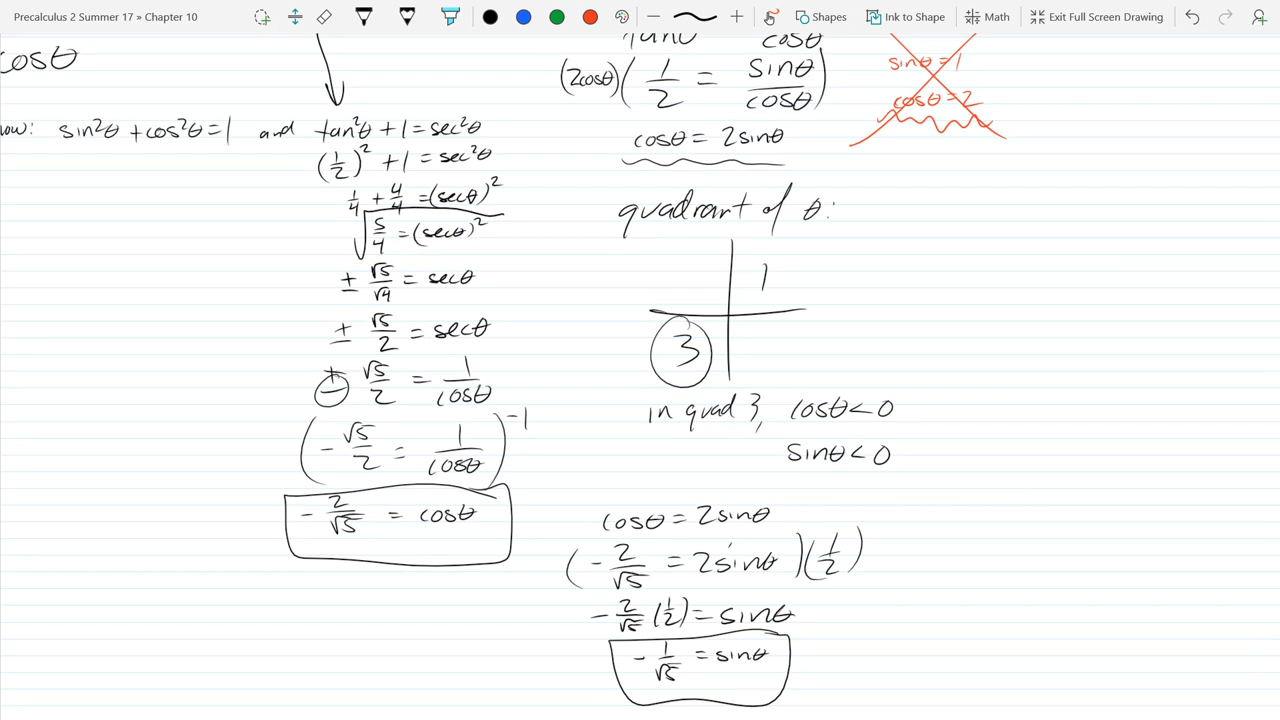 Precalculus 2 Summer 17 » Chapter 10
Shapes
Ink to Shape
Math
Exit Full Screen Drawing
cosθ
sin²θ + cos²θ = 1 and tan²θ + 1 = sec²θ
(1/2)² + 1 = sec²θ
1/4 + 4/4 = (secθ)²
√5/4 = (secθ)²
± √5/√4 = secθ
± √5/2 = secθ
± √5/2 = 1/cosθ
(- √5/2 = 1/cosθ)⁻¹
- 2/√5 = cosθ
tanθ cosθ
(2cosθ)(1/2 = sinθ/cosθ)
cosθ = 2sinθ
quadrant of θ:
1
3
in quad 3, cosθ < 0
sinθ < 0
cosθ = 2sinθ
(- 2/√5 = 2sinθ)(1/2)
- 2/√5 (1/2) = sinθ
- 1/√5 = sinθ
sinθ = 1
cosθ = 2